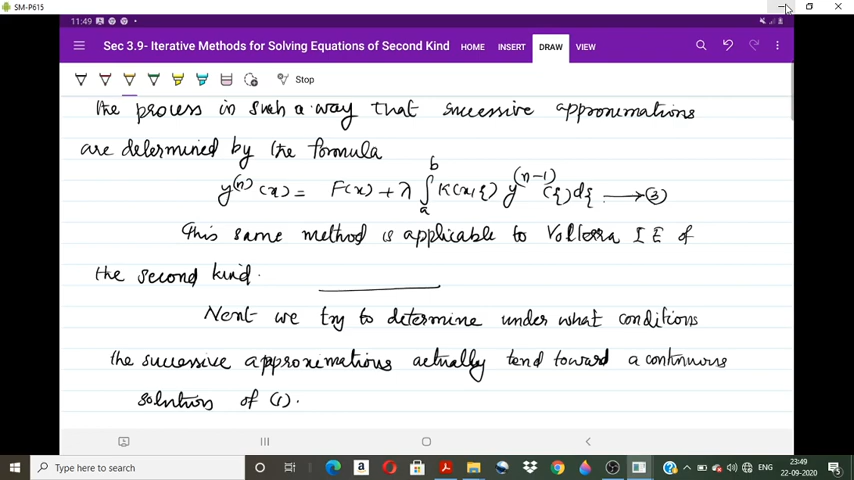 SM-P615
11:49
Sec 3.9- Iterative Methods for Solving Equations of Second Kind HOME INSERT DRAW VIEW
Stop
the process in such a way that successive approximations
are determined by the formula
y^(n) (x) = F(x) + λ ∫_a^b K(x,ξ) y^(n-1) (ξ) dξ → (3)
This same method is applicable to Volterra IE of
the second kind.
Next we try to determine under what conditions
the successive approximations actually tend toward a continuous
solution of (1).
Type here to search
ENG
23:49
22-09-2020